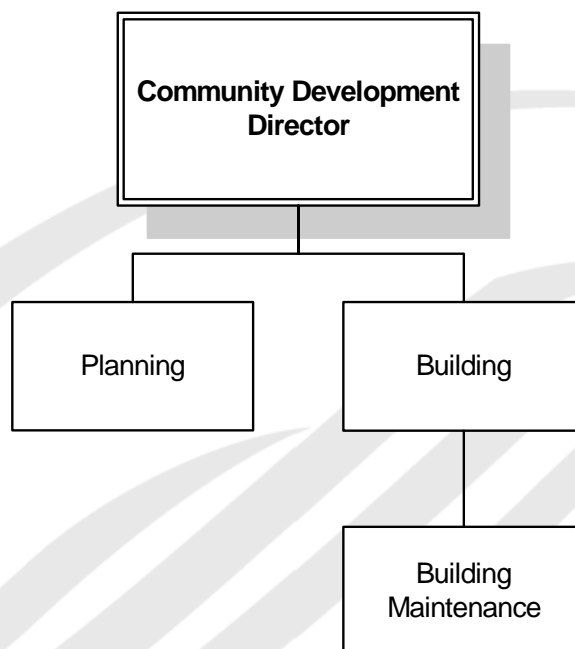 Community Development
Director
Planning
Building
Building
Maintenance